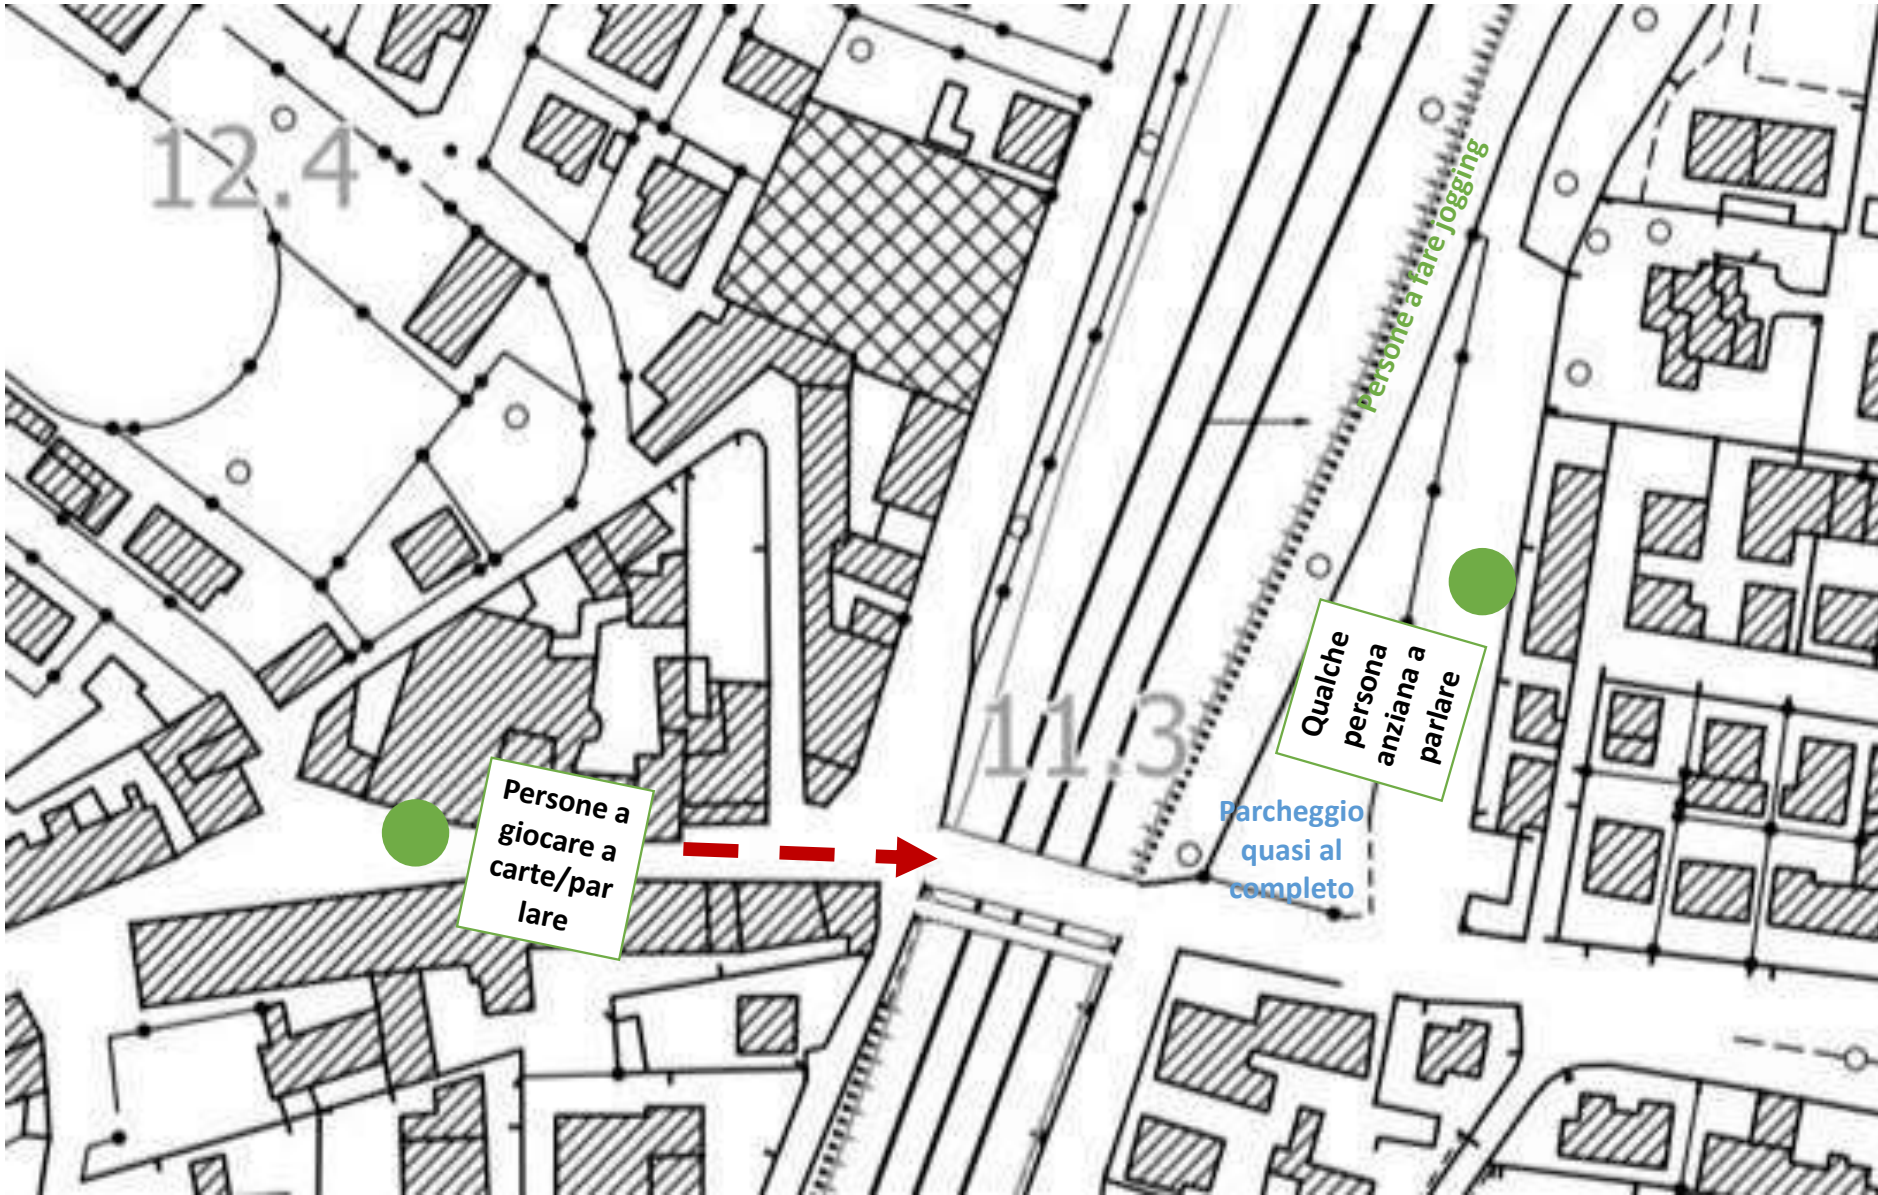 12.4
Persone a fare jogging
Qualche
persona
anziana a
parlare
11.3
Persone a
giocare a
carte/par
lare
Parcheggio
quasi al
completo